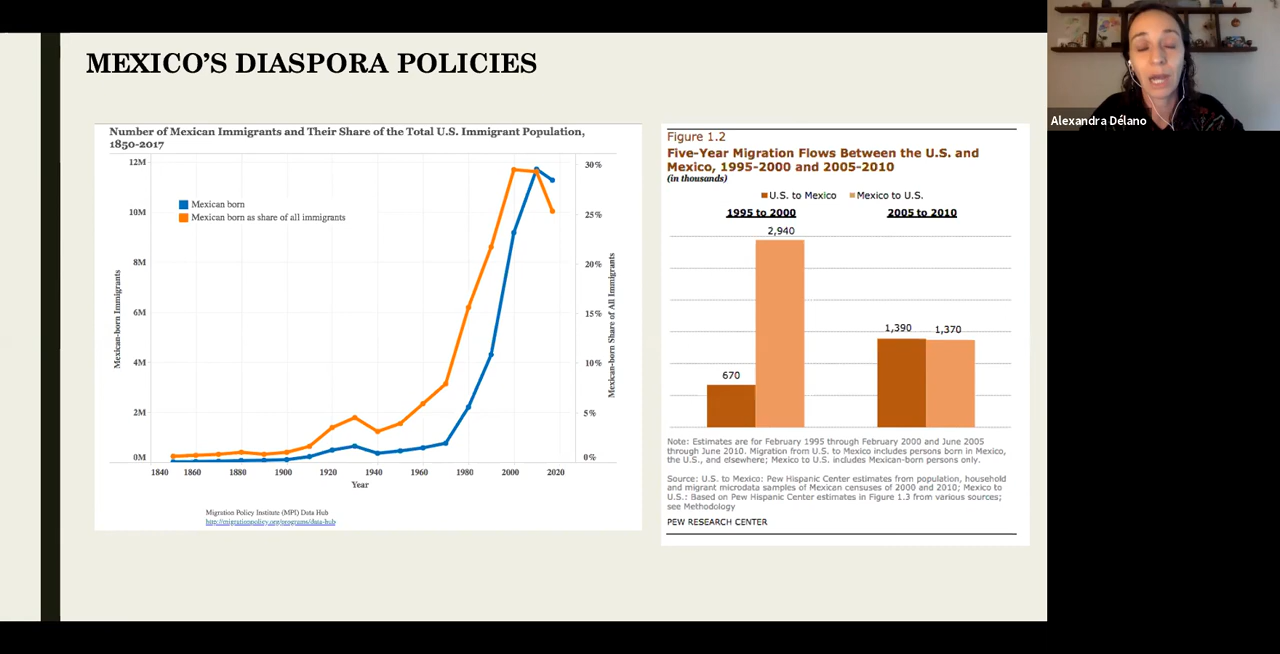 MEXICO'S DIASPORA POLICIES
Number of Mexican Immigrants and Their Share of the Total U.S. Immigrant Population,
1850-2017
12M
10M
8M
6M
4M
2M
0M
Mexican-born Immigrants
Mexican born
Mexican born as share of all immigrants
30%
25%
20%
15%
10%
5%
0%
Mexican-born Share of All Immigrants
1840 1860 1880 1900 1920 1940 1960 1980 2000 2020
Year
Migration Policy Institute (MPI) Data Hub
http://migrationpolicy.org/programs/data-hub
Figure 1.2
Five-Year Migration Flows Between the U.S. and
Mexico, 1995-2000 and 2005-2010
(in thousands)
U.S. to Mexico Mexico to U.S.
1995 to 2000 2005 to 2010
2,940
670
1,390 1,370
Note: Estimates are for February 1995 through February 2000 and June 2005
through June 2010. Migration from U.S. to Mexico includes persons born in Mexico,
the U.S., and elsewhere; Mexico to U.S. includes Mexican-born persons only.
Source: U.S. to Mexico: Pew Hispanic Center estimates from population, household
and migrant microdata samples of Mexican censuses of 2000 and 2010; Mexico to
U.S.: Based on Pew Hispanic Center estimates in Figure 1.3 from various sources;
see Methodology
PEW RESEARCH CENTER
Alexandra Délano